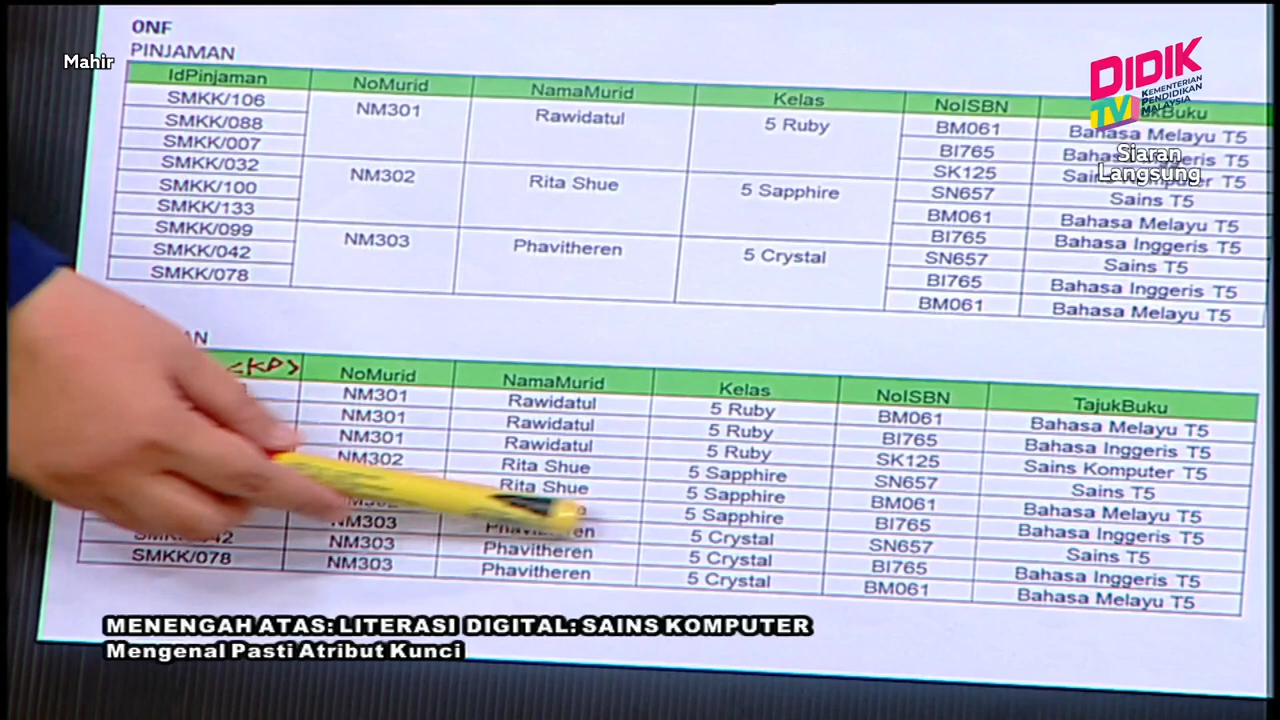 Mahir
DIDIK
TV
KEMENTERIAN
PENDIDIKAN
MALAYSIA
Siaran
Langsung
0NF
PINJAMAN
IdPinjaman NoMurid NamaMurid Kelas NoISBN
SMKK/106 NM301 Rawidatul 5 Ruby BM061 Bahasa Melayu T5
SMKK/088 BI765 Bahasa Inggeris T5
SMKK/007 SK125 T5
SMKK/032 NM302 Rita Shue 5 Sapphire SN657 Sains T5
SMKK/100 BM061 Bahasa Melayu T5
SMKK/133 BI765 Bahasa Inggeris T5
SMKK/099 NM303 Phavitheren 5 Crystal SN657 Sains T5
SMKK/042 BI765 Bahasa Inggeris T5
SMKK/078 BM061 Bahasa Melayu T5
<KP> NoMurid NamaMurid Kelas NoISBN TajukBuku
NM301 Rawidatul 5 Ruby BM061 Bahasa Melayu T5
NM301 Rawidatul 5 Ruby BI765 Bahasa Inggeris T5
NM301 Rawidatul 5 Ruby SK125 Sains Komputer T5
NM302 Rita Shue 5 Sapphire SN657 Sains T5
Rita Shue 5 Sapphire BM061 Bahasa Melayu T5
5 Sapphire BI765 Bahasa Inggeris T5
NM303 5 Crystal SN657 Sains T5
NM303 Phavitheren 5 Crystal BI765 Bahasa Inggeris T5
SMKK/078 NM303 Phavitheren 5 Crystal BM061 Bahasa Melayu T5
MENENGAH ATAS: LITERASI DIGITAL: SAINS KOMPUTER
Mengenal Pasti Atribut Kunci